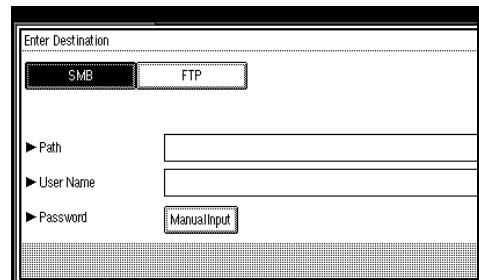 Enter Destination
SMB FTP
► Path
► User Name
► Password Manual Input